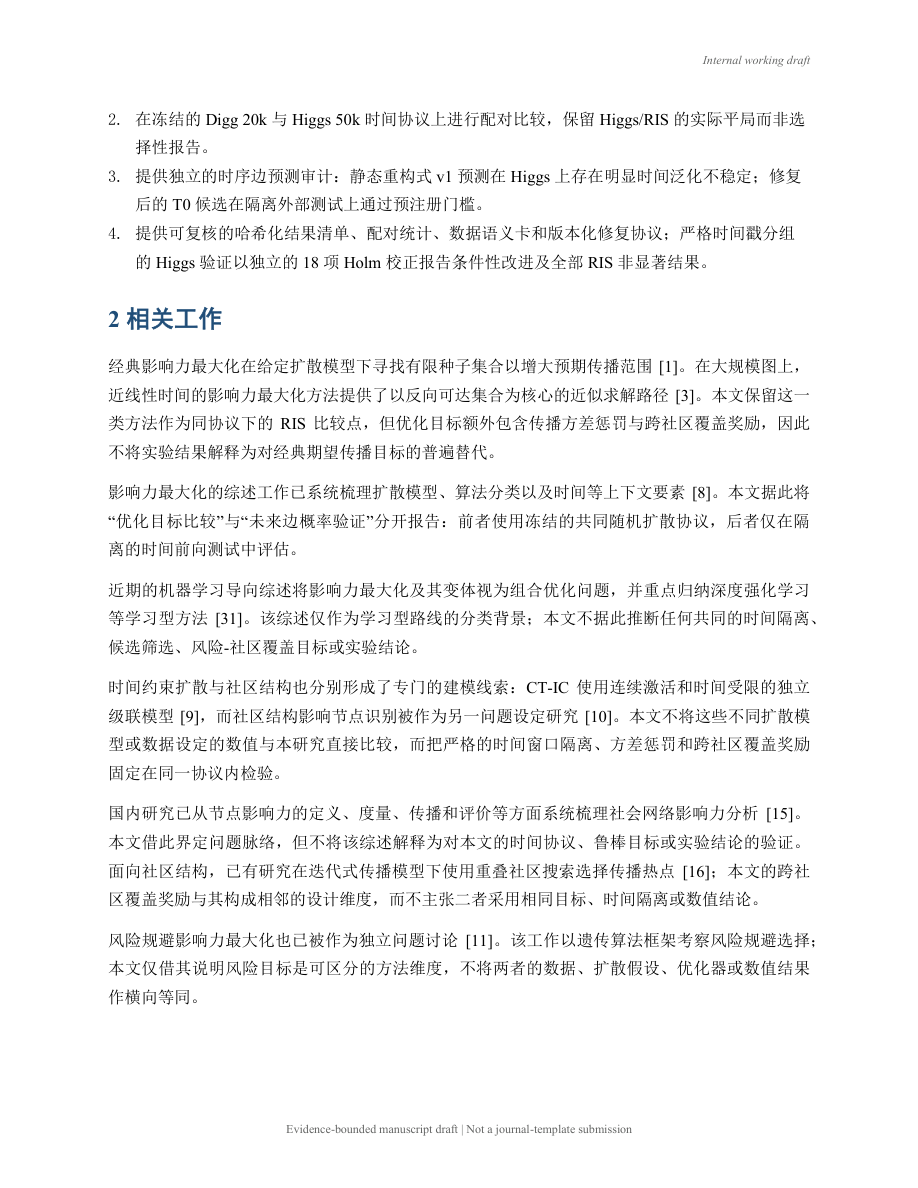 Internal working draft
2. 在冻结的 Digg 20k 与 Higgs 50k 时间协议上进行配对比较，保留 Higgs/RIS 的实际平局而非选
择性报告。
3. 提供独立的时序边预测审计：静态重构式 v1 预测在 Higgs 上存在明显时间泛化不稳定；修复
后的 T0 候选在隔离外部测试上通过预注册门槛。
4. 提供可复核的哈希化结果清单、配对统计、数据语义卡和版本化修复协议；严格时间戳分组
的 Higgs 验证以独立的 18 项 Holm 校正报告条件性改进及全部 RIS 非显著结果。
2 相关工作
经典影响力最大化在给定扩散模型下寻找有限种子集合以增大预期传播范围 [1]。在大规模图上，
近线性时间的影响力最大化方法提供了以反向可达集合为核心的近似求解路径 [3]。本文保留这一
类方法作为同协议下的 RIS 比较点，但优化目标额外包含传播方差惩罚与跨社区覆盖奖励，因此
不将实验结果解释为对经典期望传播目标的普遍替代。
影响力最大化的综述工作已系统梳理扩散模型、算法分类以及时间等上下文要素 [8]。本文据此将
“优化目标比较”与“未来边概率验证”分开报告：前者使用冻结的共同随机扩散协议，后者仅在隔
离的时间前向测试中评估。
近期的机器学习导向综述将影响力最大化及其变体视为组合优化问题，并重点归纳深度强化学习
等学习型方法 [31]。该综述仅作为学习型路线的分类背景；本文不据此推断任何共同的时间隔离、
候选筛选、风险-社区覆盖目标或实验结论。
时间约束扩散与社区结构也分别形成了专门的建模线索：CT-IC 使用连续激活和时间受限的独立
级联模型 [9]，而社区结构影响节点识别被作为另一问题设定研究 [10]。本文不将这些不同扩散模
型或数据设定的数值与本研究直接比较，而把严格的时间窗口隔离、方差惩罚和跨社区覆盖奖励
固定在同一协议内检验。
国内研究已从节点影响力的定义、度量、传播和评价等方面系统梳理社会网络影响力分析 [15]。
本文借此界定问题脉络，但不将该综述解释为对本文的时间协议、鲁棒目标或实验结论的验证。
面向社区结构，已有研究在迭代式传播模型下使用重叠社区搜索选择传播热点 [16]；本文的跨社
区覆盖奖励与其构成相邻的设计维度，而不主张二者采用相同目标、时间隔离或数值结论。
风险规避影响力最大化也已被作为独立问题讨论 [11]。该工作以遗传算法框架考察风险规避选择；
本文仅借其说明风险目标是可区分的方法维度，不将两者的数据、扩散假设、优化器或数值结果
作横向等同。
Evidence-bounded manuscript draft | Not a journal-template submission